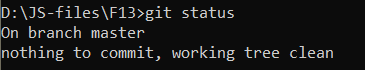 D:\JS-files\F13>git status
On branch master
nothing to commit, working tree clean